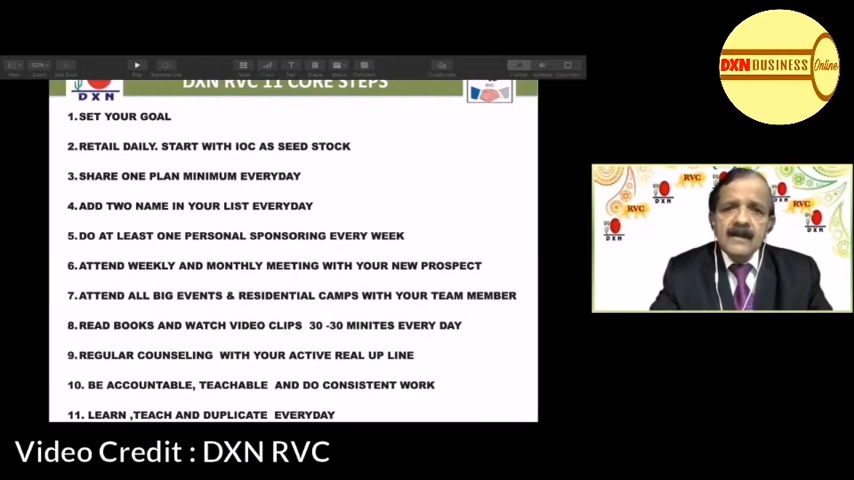 DXN RVC 11 CORE STEPS
DXN
1.SET YOUR GOAL
2.RETAIL DAILY. START WITH IOC AS SEED STOCK
3.SHARE ONE PLAN MINIMUM EVERYDAY
4.ADD TWO NAME IN YOUR LIST EVERYDAY
5.DO AT LEAST ONE PERSONAL SPONSORING EVERY WEEK
6.ATTEND WEEKLY AND MONTHLY MEETING WITH YOUR NEW PROSPECT
7.ATTEND ALL BIG EVENTS & RESIDENTIAL CAMPS WITH YOUR TEAM MEMBER
8.READ BOOKS AND WATCH VIDEO CLIPS 30 -30 MINITES EVERY DAY
9.REGULAR COUNSELING WITH YOUR ACTIVE REAL UP LINE
10. BE ACCOUNTABLE, TEACHABLE AND DO CONSISTENT WORK
11. LEARN ,TEACH AND DUPLICATE EVERYDAY
Video Credit : DXN RVC
DXN BUSINESS Online
RVC
DXN
RVC
RVC
DXN
DXN